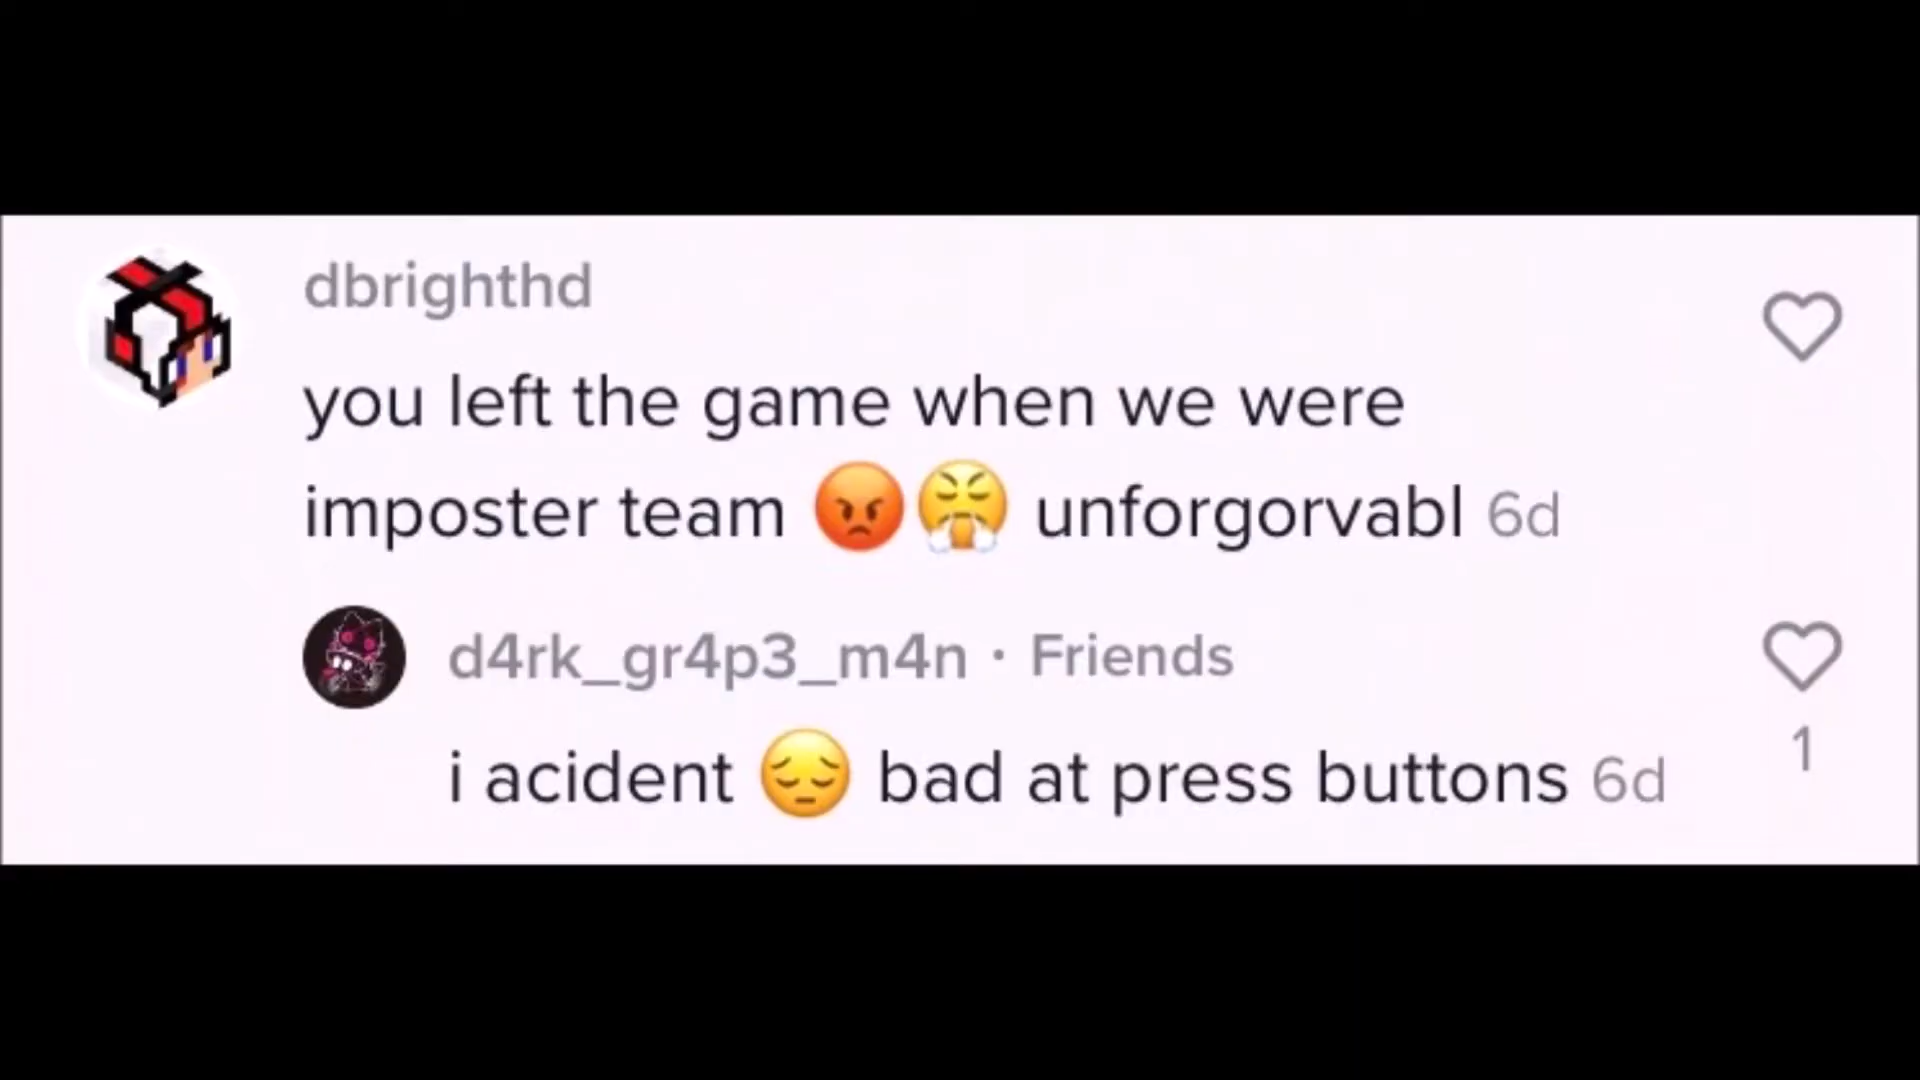 dbrighthd
you left the game when we were
imposter team 😡😤 unforgorvabl 6d
d4rk_gr4p3_m4n · Friends
i acident 😔 bad at press buttons 6d
1